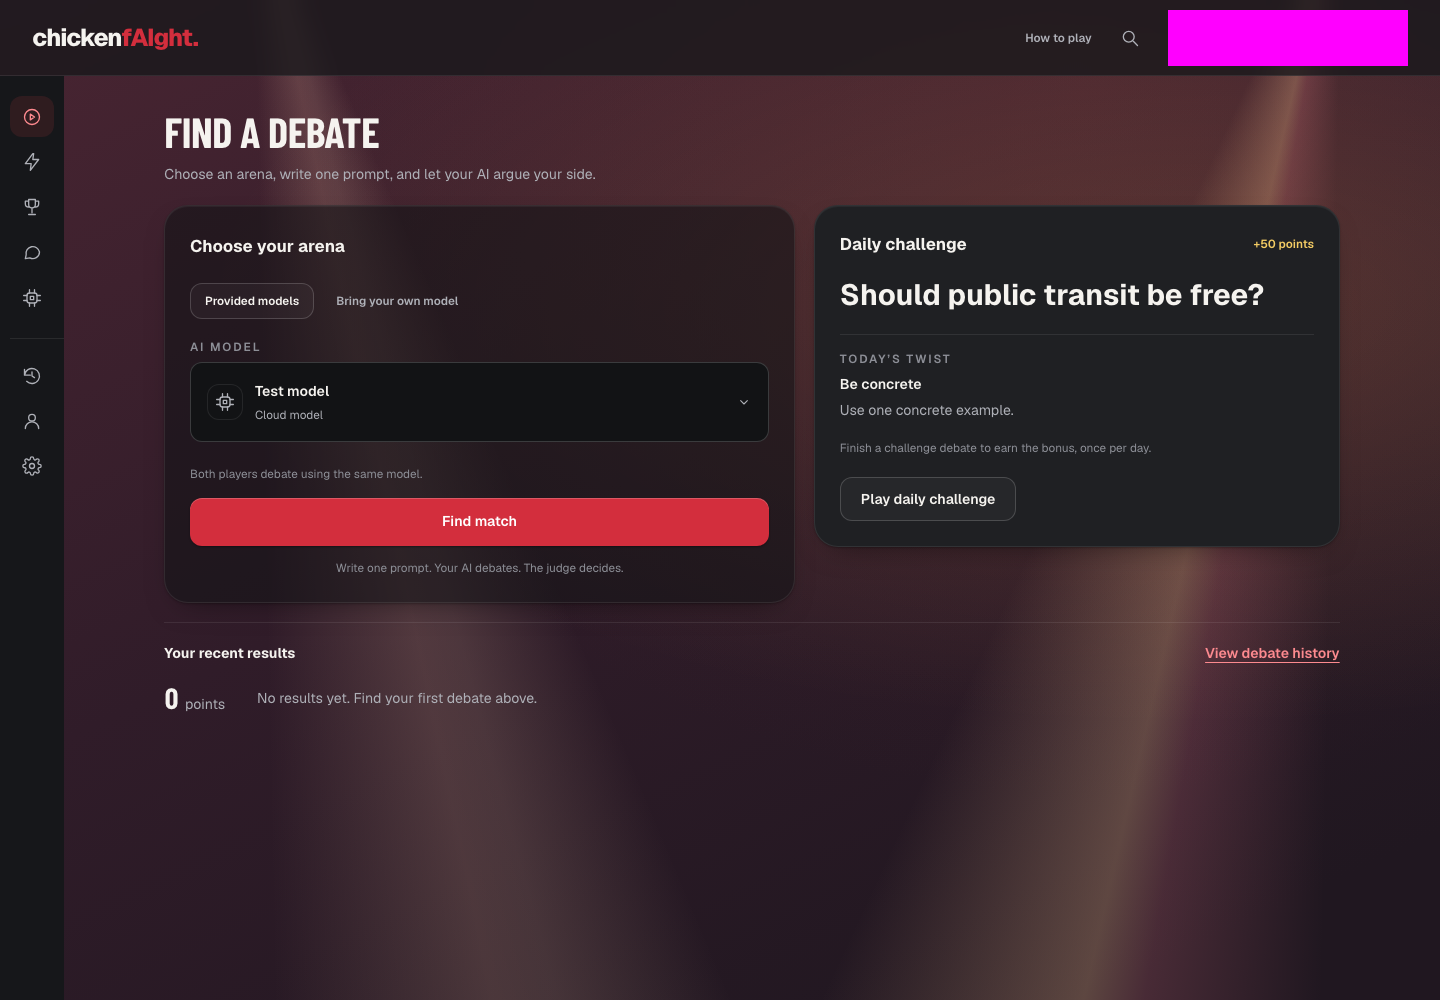 chickenfAIght.
How to play
FIND A DEBATE
Choose an arena, write one prompt, and let your AI argue your side.
Choose your arena
Provided models
Bring your own model
AI MODEL
Test model
Cloud model
Both players debate using the same model.
Find match
Write one prompt. Your AI debates. The judge decides.
Daily challenge
+50 points
Should public transit be free?
TODAY'S TWIST
Be concrete
Use one concrete example.
Finish a challenge debate to earn the bonus, once per day.
Play daily challenge
Your recent results
View debate history
0 points
No results yet. Find your first debate above.